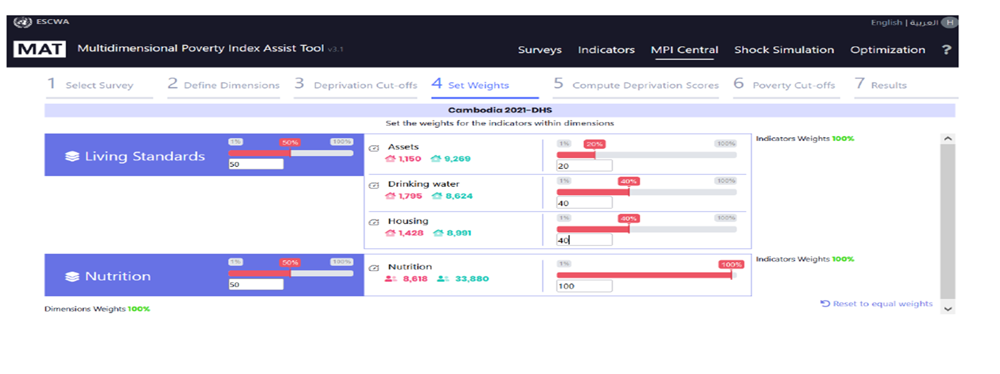 ESCWA
English | العربية H
MAT Multidimensional Poverty Index Assist Tool v3.1
Surveys Indicators MPI Central Shock Simulation Optimization ?
1 Select Survey 2 Define Dimensions 3 Deprivation Cut-offs 4 Set Weights 5 Compute Deprivation Scores 6 Poverty Cut-offs 7 Results
Cambodia 2021-DHS
Set the weights for the indicators within dimensions
Living Standards
1% 50% 100%
50
Assets
1,150 9,269
1% 20% 100%
20
Indicators Weights 100%
Drinking water
1,795 8,624
1% 40% 100%
40
Housing
1,428 8,991
1% 40% 100%
40
Nutrition
1% 50% 100%
50
Nutrition
8,618 33,880
1% 100%
100
Indicators Weights 100%
Reset to equal weights
Dimensions Weights 100%